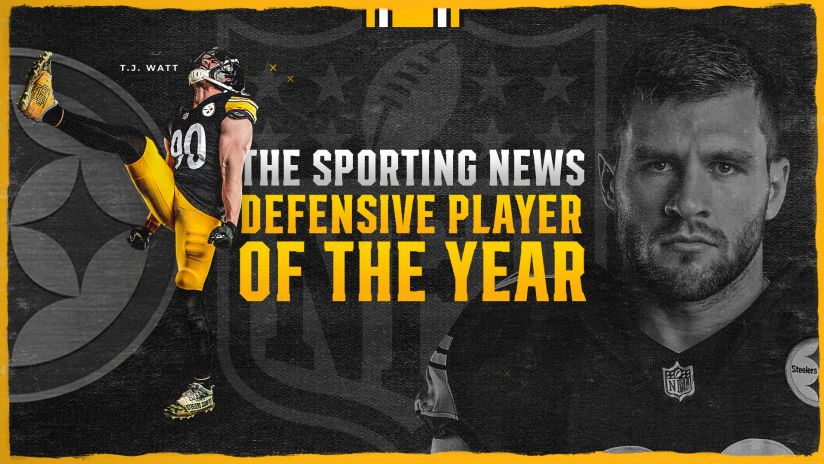 T.J. WATT
90
THE SPORTING NEWS
DEFENSIVE PLAYER
OF THE YEAR
NFL
Steelers